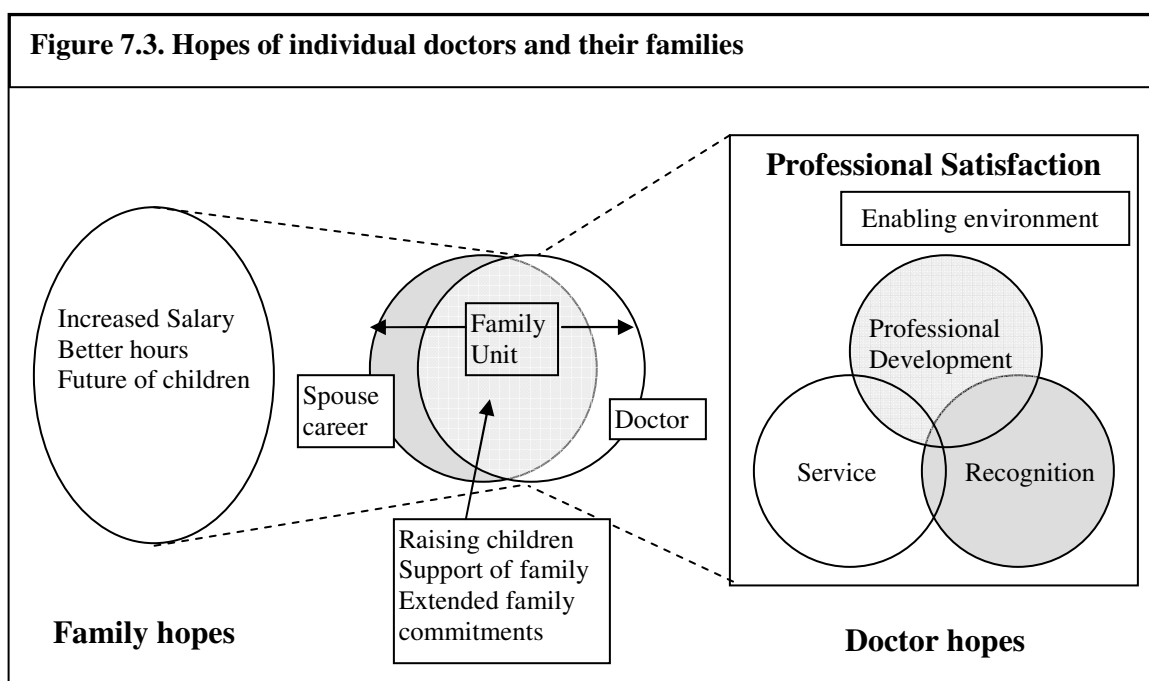 Figure 7.3. Hopes of individual doctors and their families
Increased Salary
Better hours
Future of children
Family hopes
Spouse
career
Family
Unit
Doctor
Raising children
Support of family
Extended family
commitments
Professional Satisfaction
Enabling environment
Professional
Development
Service
Recognition
Doctor hopes